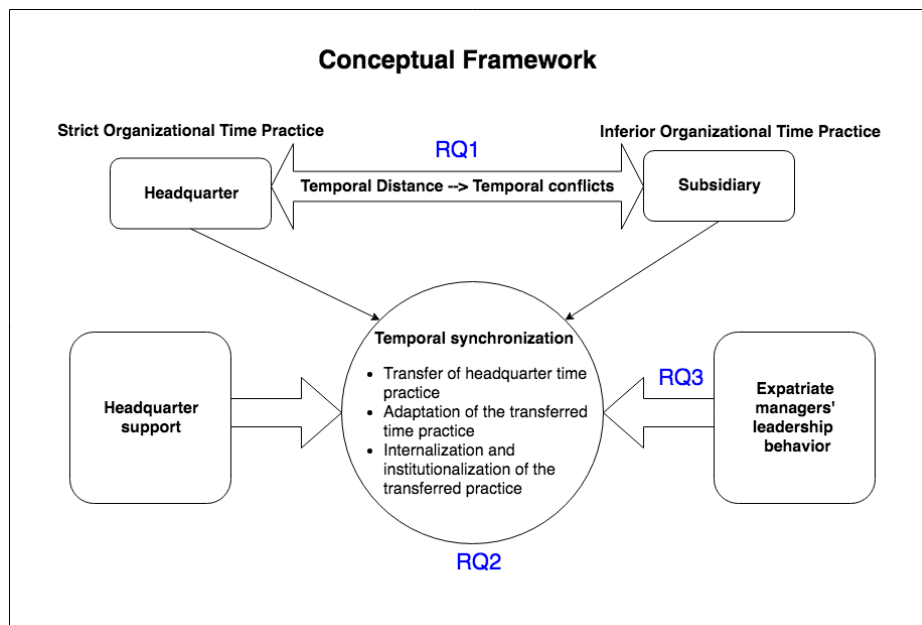 Conceptual Framework
Strict Organizational Time Practice
Inferior Organizational Time Practice
RQ1
Headquarter
Temporal Distance --> Temporal conflicts
Subsidiary
Temporal synchronization
• Transfer of headquarter time
practice
• Adaptation of the transferred
time practice
• Internalization and
institutionalization of the
transferred practice
Headquarter
support
RQ3
Expatriate
managers'
leadership
behavior
RQ2